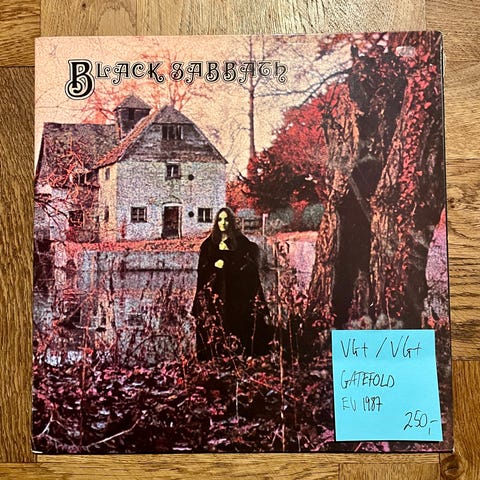 BLACK SABBATH
VG+ / VG+
GATEFOLD
EU 1987
250,-